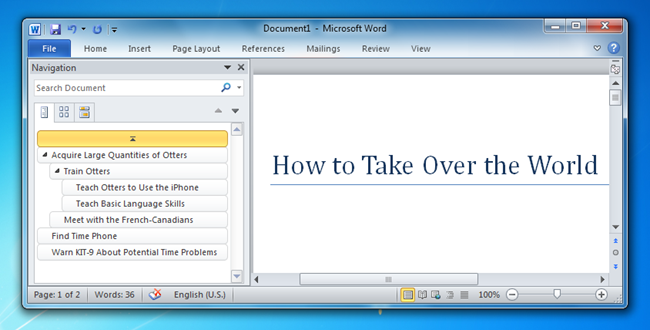 Document1 - Microsoft Word
File Home Insert Page Layout References Mailings Review View
Navigation
Search Document
Acquire Large Quantities of Otters
Train Otters
Teach Otters to Use the iPhone
Teach Basic Language Skills
Meet with the French-Canadians
Find Time Phone
Warn KIT-9 About Potential Time Problems
How to Take Over the World
Page: 1 of 2 Words: 36 English (U.S.) 100%